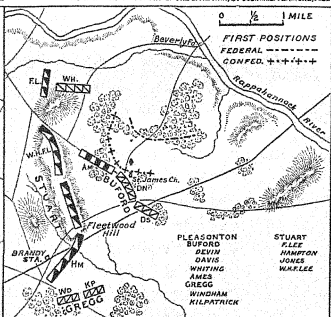 0 ½ MILE
FIRST POSITIONS
FEDERAL
CONFED.
Beverly Fd.
Rappahannock
River
F.L.
WH.
W.H.F.L.
STUART
A
BUFORD
St. James Ch.
DN
DS
Fleetwood
Hill
BRANDY
STA.
HM
WD
KP
GREGG
PLEASONTON
BUFORD
DEVIN
DAVIS
WHITING
AMES
GREGG
WINDHAM
KILPATRICK
STUART
F.LEE
HAMPTON
JONES
W.H.F.LEE